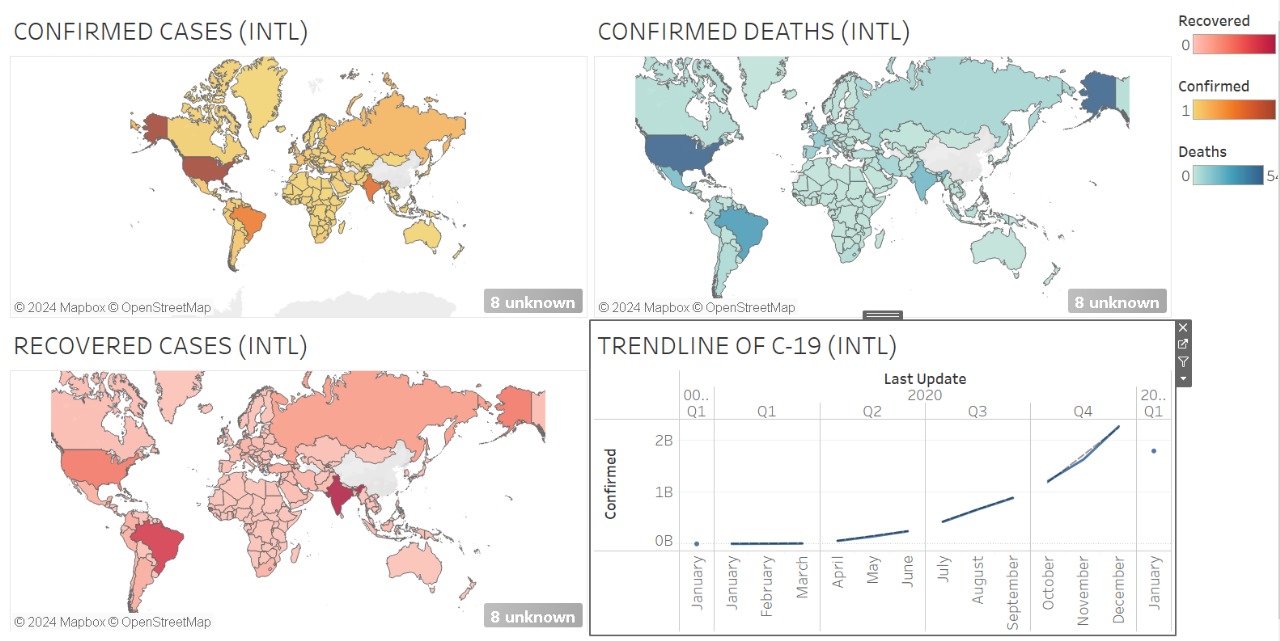 CONFIRMED CASES (INTL)
© 2024 Mapbox © OpenStreetMap
8 unknown
CONFIRMED DEATHS (INTL)
© 2024 Mapbox © OpenStreetMap
8 unknown
Recovered
0
Confirmed
1
Deaths
0
54
RECOVERED CASES (INTL)
© 2024 Mapbox © OpenStreetMap
8 unknown
TRENDLINE OF C-19 (INTL)
Last Update
00.. 2020 20..
Q1 Q1 Q2 Q3 Q4 Q1
Confirmed
2B
1B
0B
January January February March April May June July August September October November December January